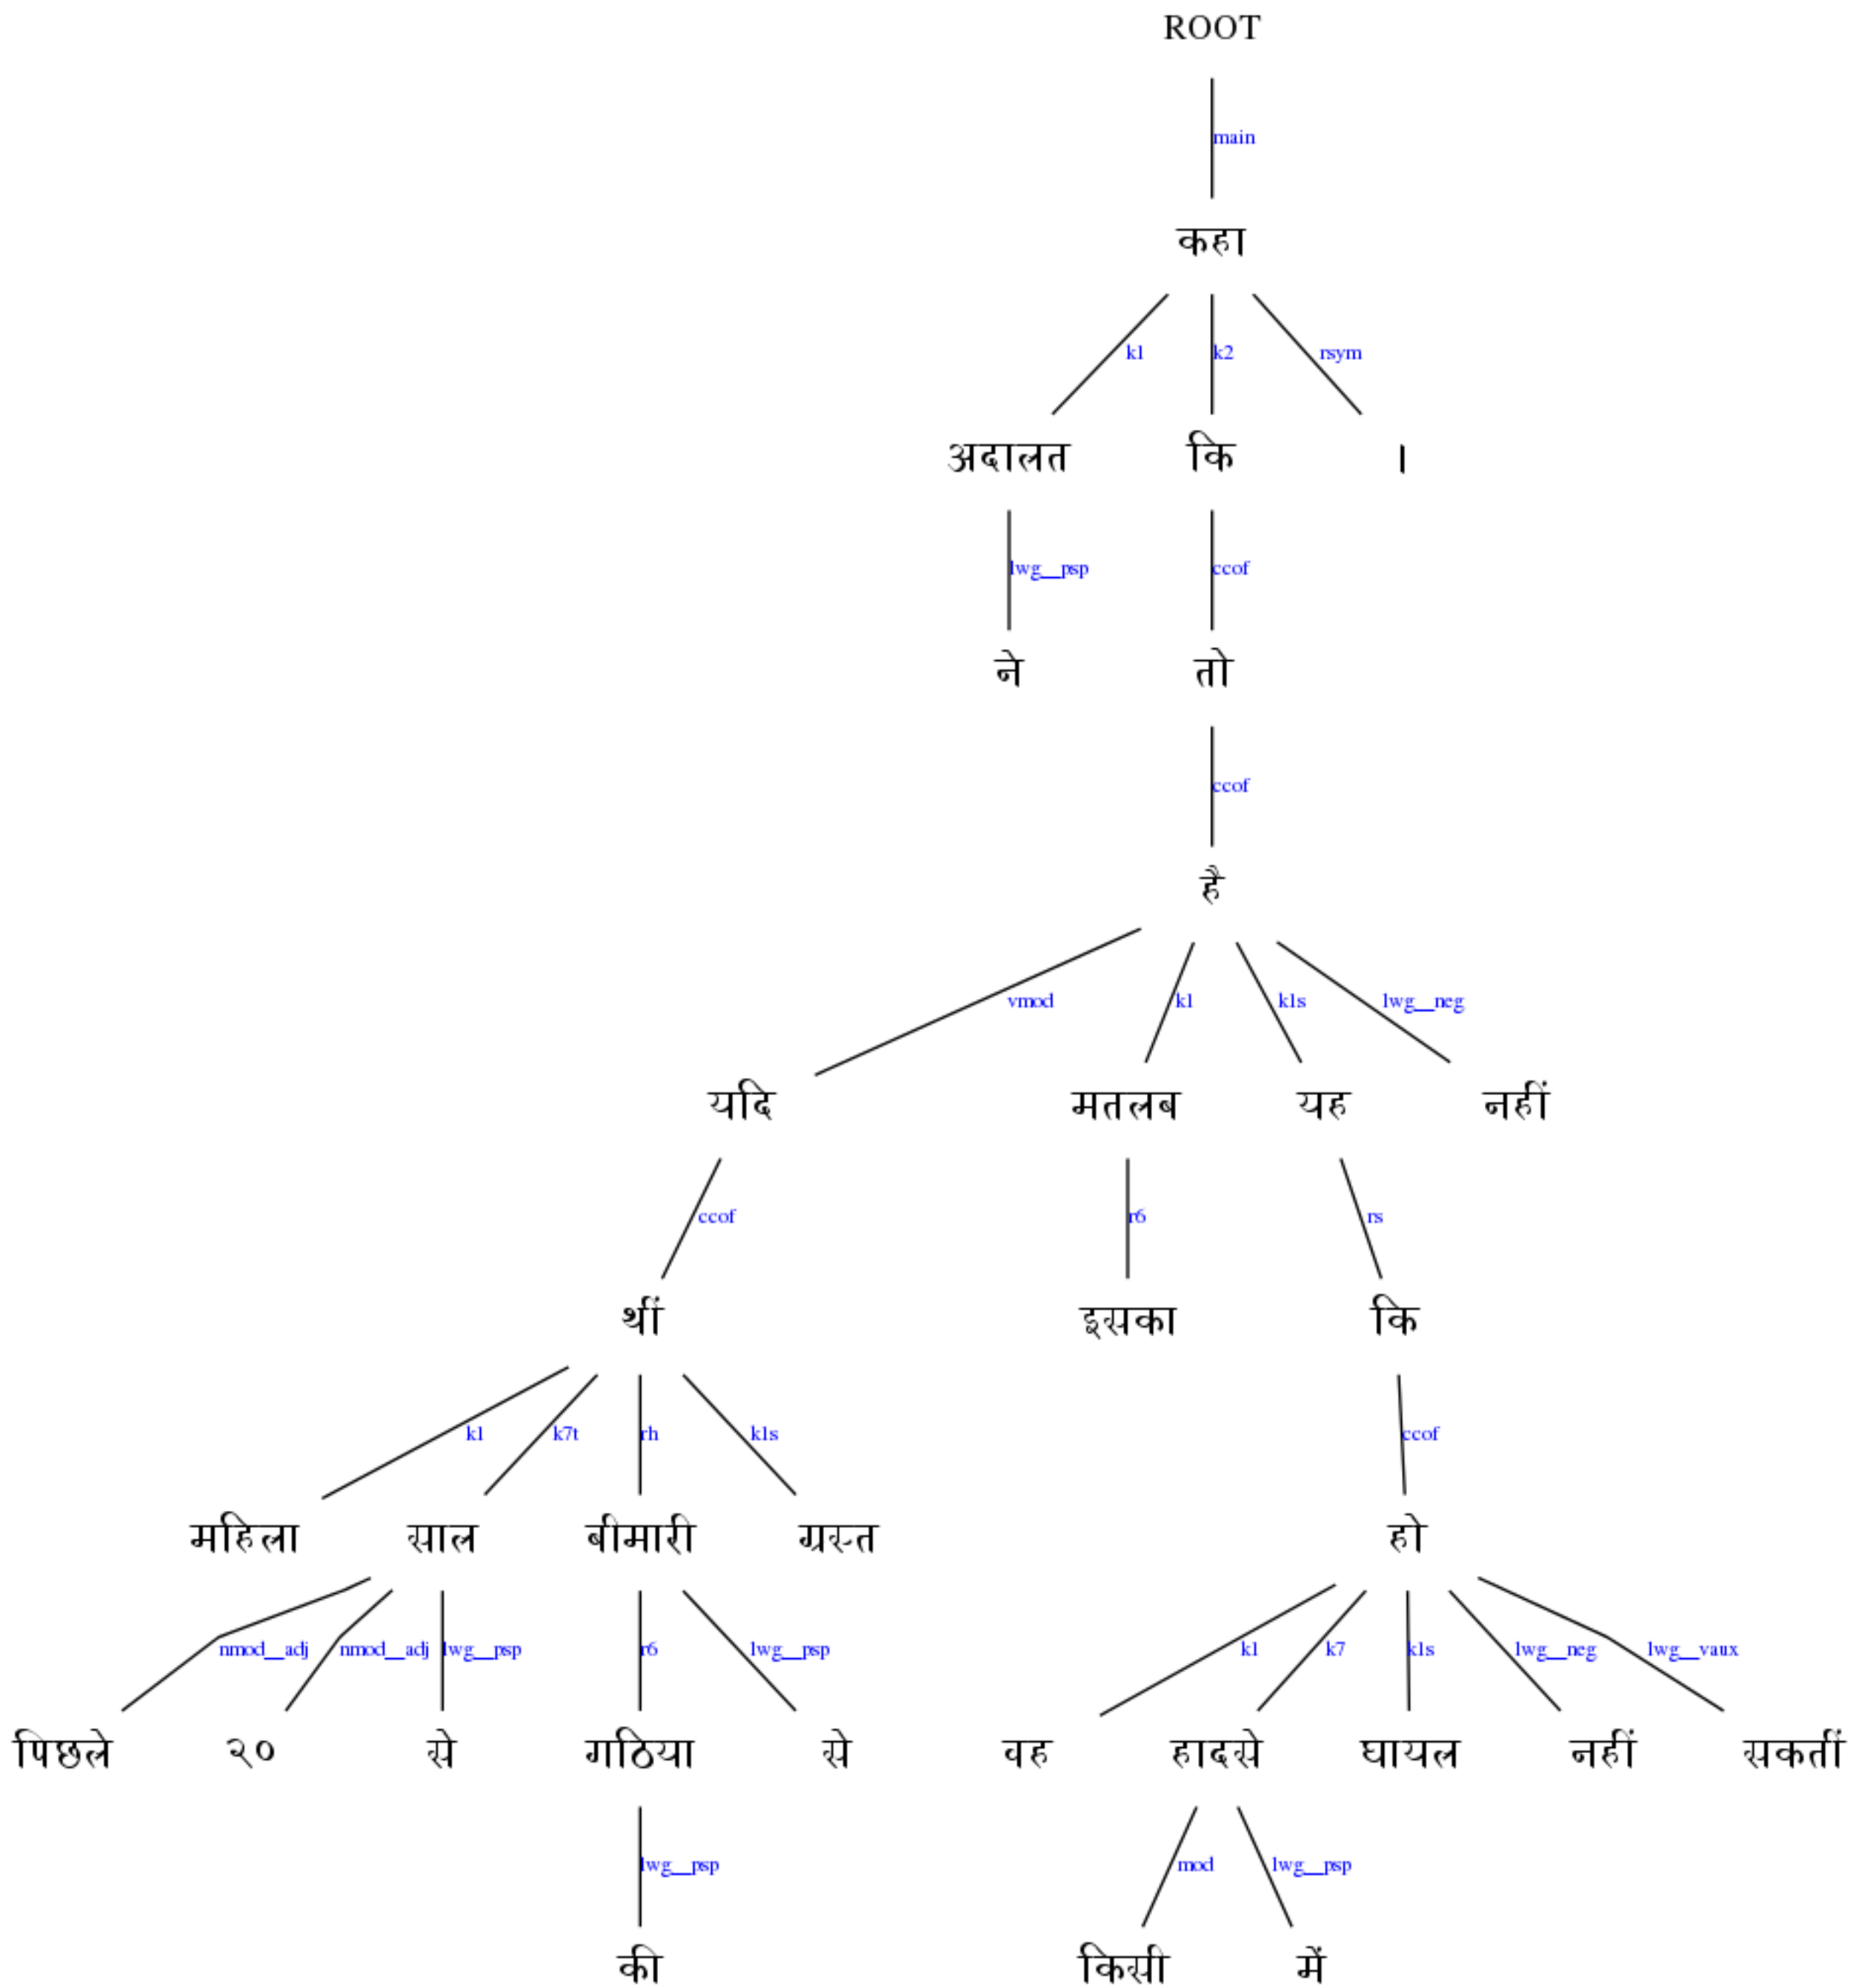 ROOT
main
कहा
k1 k2 rsym
अदालत कि ।
lwg__psp ccof
ने तो
ccof
है
vmod k1 k1s lwg__neg
यदि मतलब यह नहीं
ccof r6 rs
थीं इसका कि
k1 k7t rh k1s ccof
महिला साल बीमारी ग्रस्त हो
nmod__adj nmod__adj lwg__psp r6 lwg__psp k1 k7 k1s lwg__neg lwg__vaux
पिछले २० से गठिया से वह हादसे घायल नहीं सकतीं
lwg__psp mod lwg__psp
की किसी में